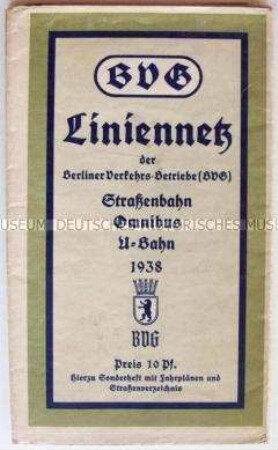 BVG
Liniennetz
der
Berliner Verkehrs-Betriebe (BVG)
Straßenbahn
Omnibus
U-Bahn
1938
BVG
Preis 10 Pf.
Hierzu Sonderheft mit Fahrplänen und
Straßenverzeichnis